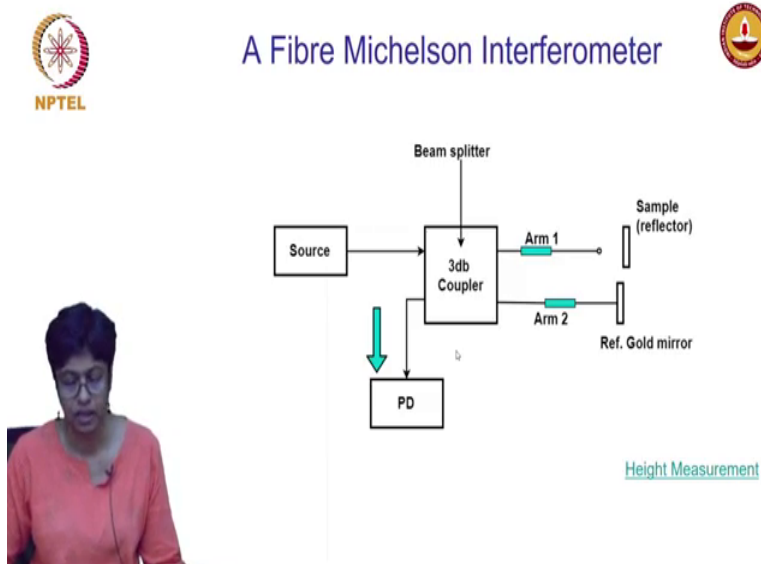 A Fibre Michelson Interferometer
NPTEL
Beam splitter
Source
3db
Coupler
Arm 1
Sample
(reflector)
Arm 2
Ref. Gold mirror
PD
Height Measurement